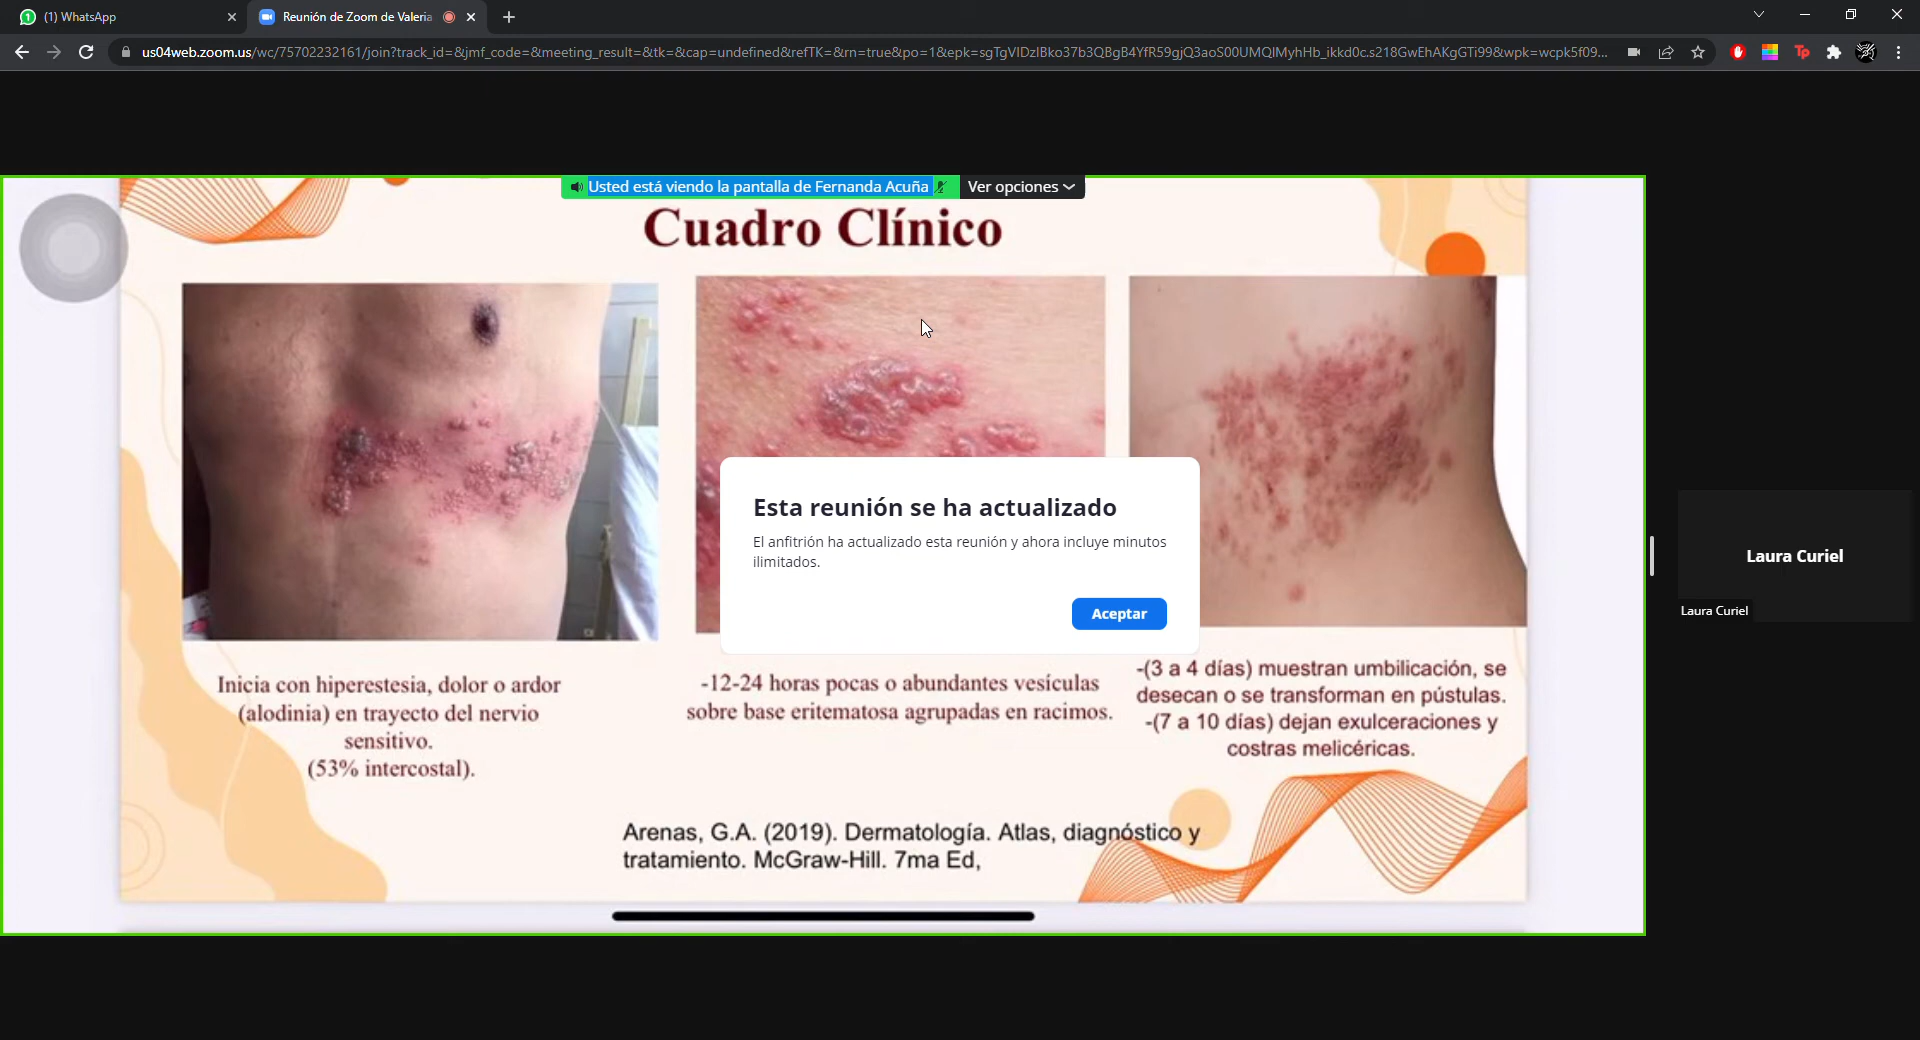 (1) WhatsApp
Reunión de Zoom de Valeria
us04web.zoom.us/wc/75702232161/join?track_id=&jmf_code=&meeting_result=&tk=&cap=undefined&refTK=&rn=true&po=1&epk=
Tp
Usted está viendo la pantalla de Fernanda Acuña
Ver opciones
Cuadro Clínico
Esta reunión se ha actualizado
El anfitrión ha actualizado esta reunión y ahora incluye minutos
ilimitados.
Aceptar
Inicia con hiperestesia, dolor o ardor
(alodinia) en trayecto del nervio
sensitivo.
(53% intercostal).
-12-24 horas pocas o abundantes vesículas
sobre base eritematosa agrupadas en racimos.
-(3 a 4 días) muestran umbilicación, se
desecan o se transforman en pústulas.
-(7 a 10 días) dejan exulceraciones y
costras melicéricas.
Arenas, G.A. (2019). Dermatología. Atlas, diagnóstico y
tratamiento. McGraw-Hill. 7ma Ed,
Laura Curiel
Laura Curiel